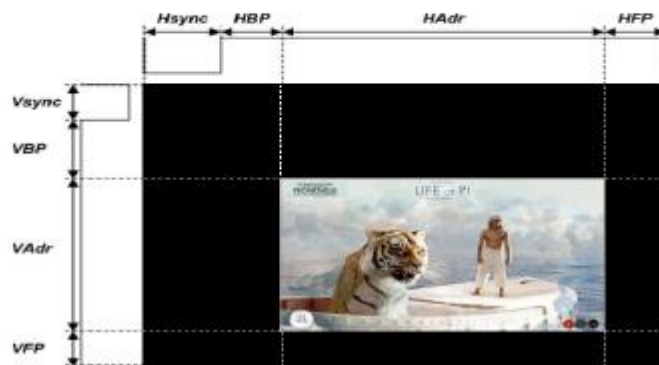 Hsync HBP HAdr HFP
Vsync
VBP
VAdr
VFP
LIFE OF PI